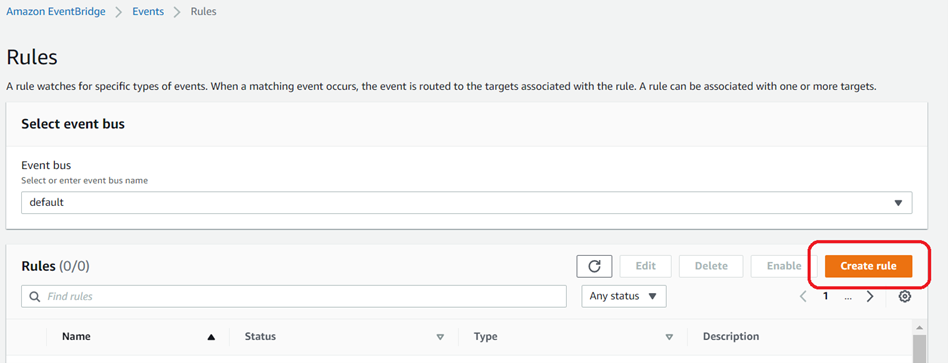 Amazon EventBridge > Events > Rules
Rules
A rule watches for specific types of events. When a matching event occurs, the event is routed to the targets associated with the rule. A rule can be associated with one or more targets.
Select event bus
Event bus
Select or enter event bus name
default
Rules (0/0) Edit Delete Enable Create rule
Find rules Any status 1 ...
Name Status Type Description